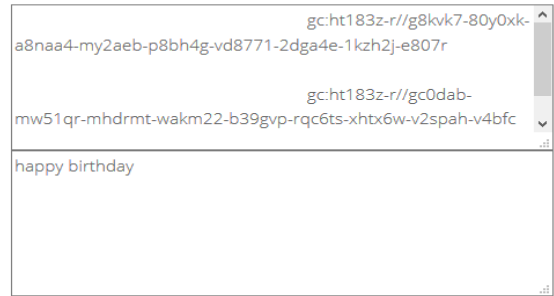 gc:ht183z-r//g8kvk7-80y0xk-
a8naa4-my2aeb-p8bh4g-vd8771-2dga4e-1kzh2j-e807r
gc:ht183z-r//gc0dab-
mw51qr-mhdrmt-wakm22-b39gvp-rqc6ts-xhtx6w-v2spah-v4bfc
happy birthday